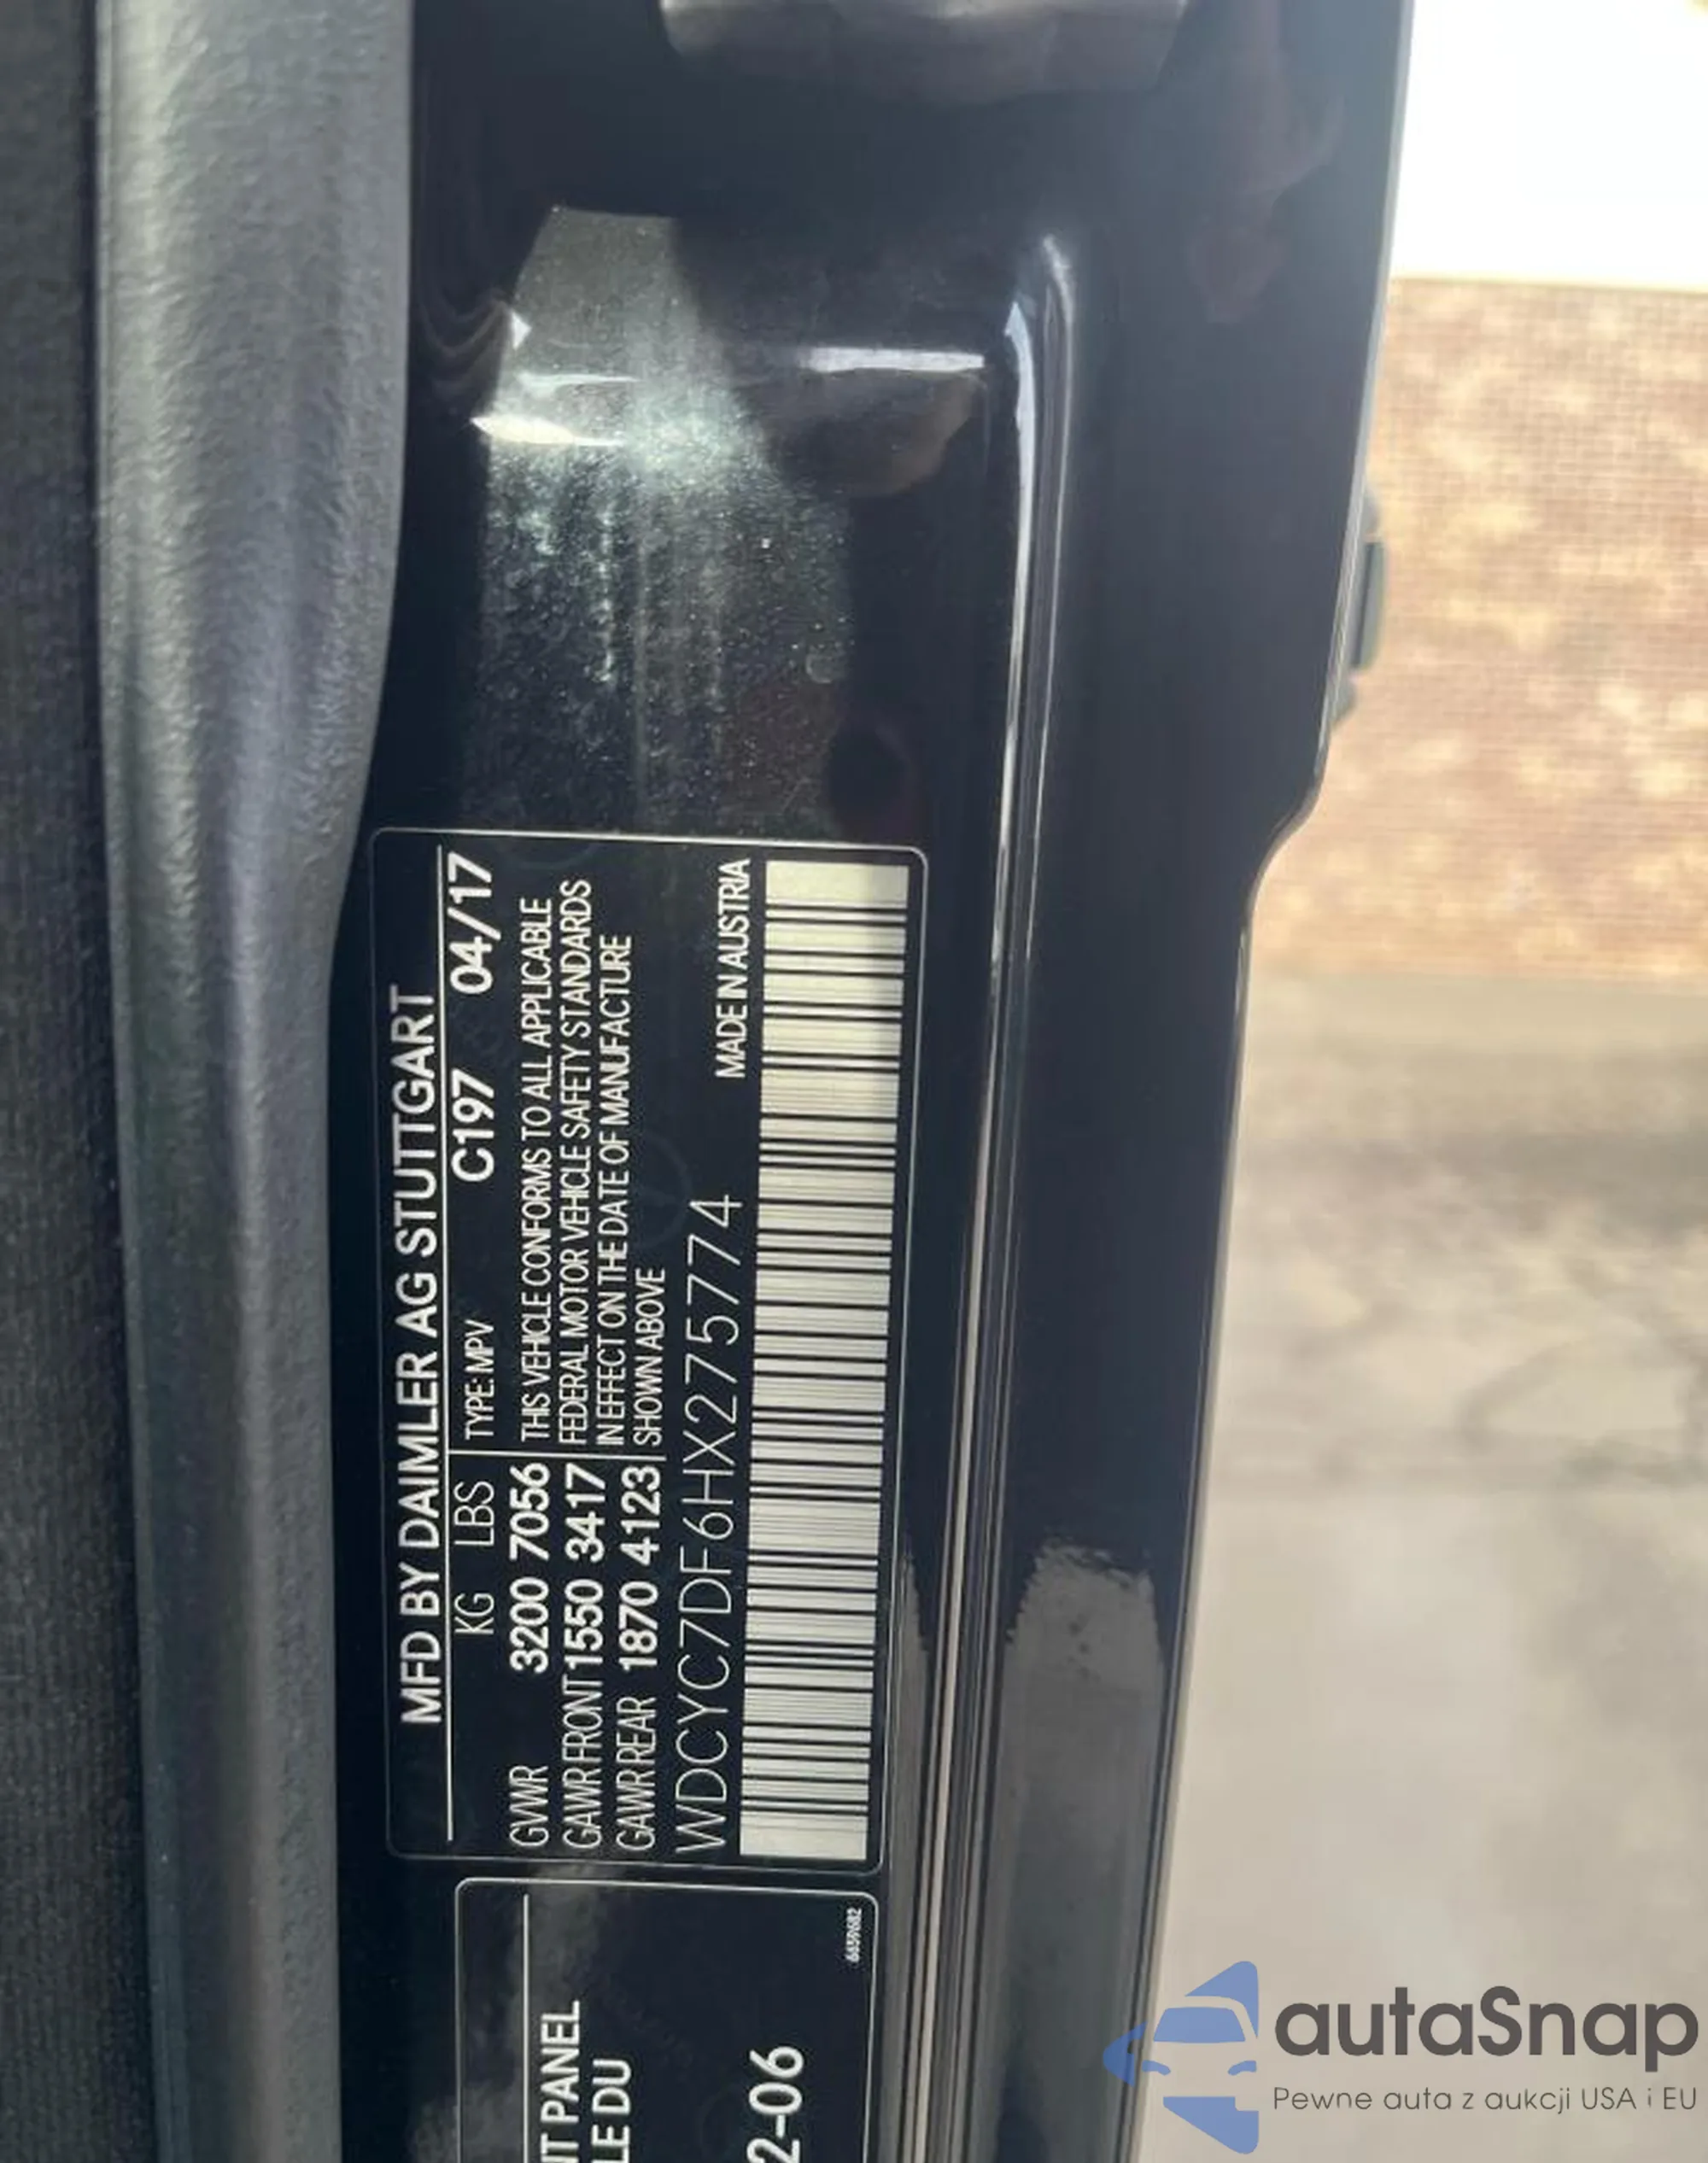 MFD BY DAIMLER AG STUTTGART
KG LBS TYPE: MPV C197 04/17
GVWR 3200 7056 THIS VEHICLE CONFORMS TO ALL APPLICABLE
GAWR FRONT 1550 3417 FEDERAL MOTOR VEHICLE SAFETY STANDARDS
GAWR REAR 1870 4123 IN EFFECT ON THE DATE OF MANUFACTURE
SHOWN ABOVE
WDCYC7DF6HX275774 MADE IN AUSTRIA
NT PANEL
LE DU
2-06
6659682
autaSnap
Pewne auta z aukcji USA i EU